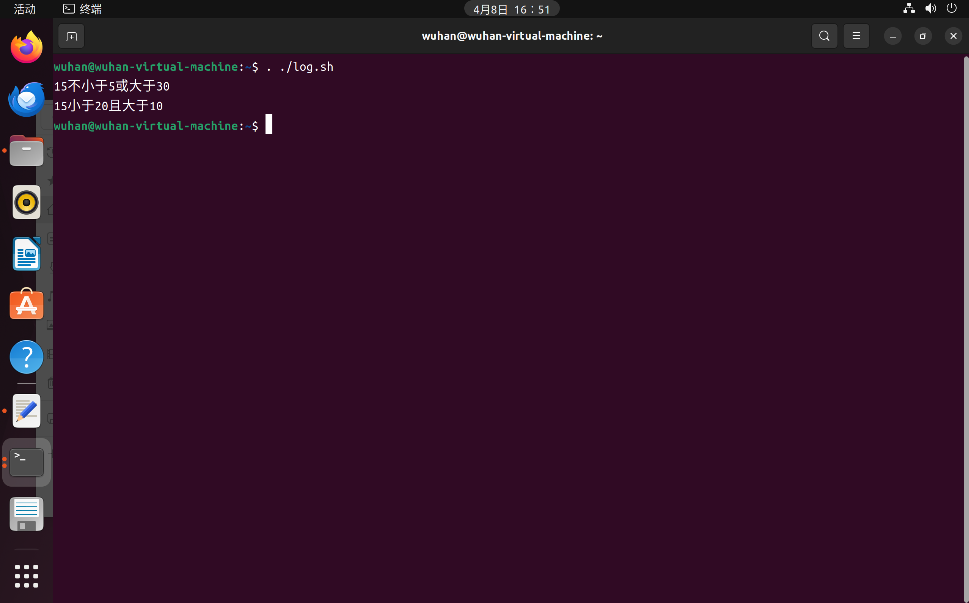 活动 终端 4月8日 16：51
wuhan@wuhan-virtual-machine: ~
wuhan@wuhan-virtual-machine:~$ . ./log.sh
15不小于5或大于30
15小于20且大于10
wuhan@wuhan-virtual-machine:~$